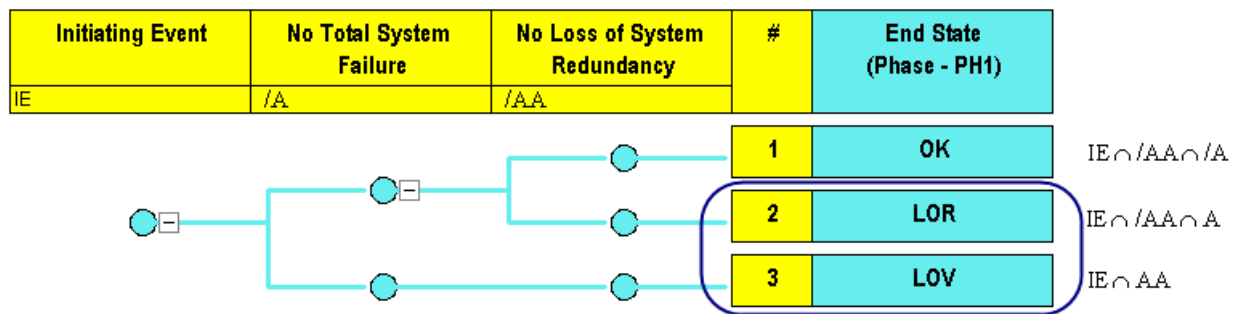 Initiating Event No Total System Failure No Loss of System Redundancy # End State (Phase - PH1)
IE /A /AA
1 OK IE∩/AA∩/A
2 LOR IE∩/AA∩A
3 LOV IE∩AA